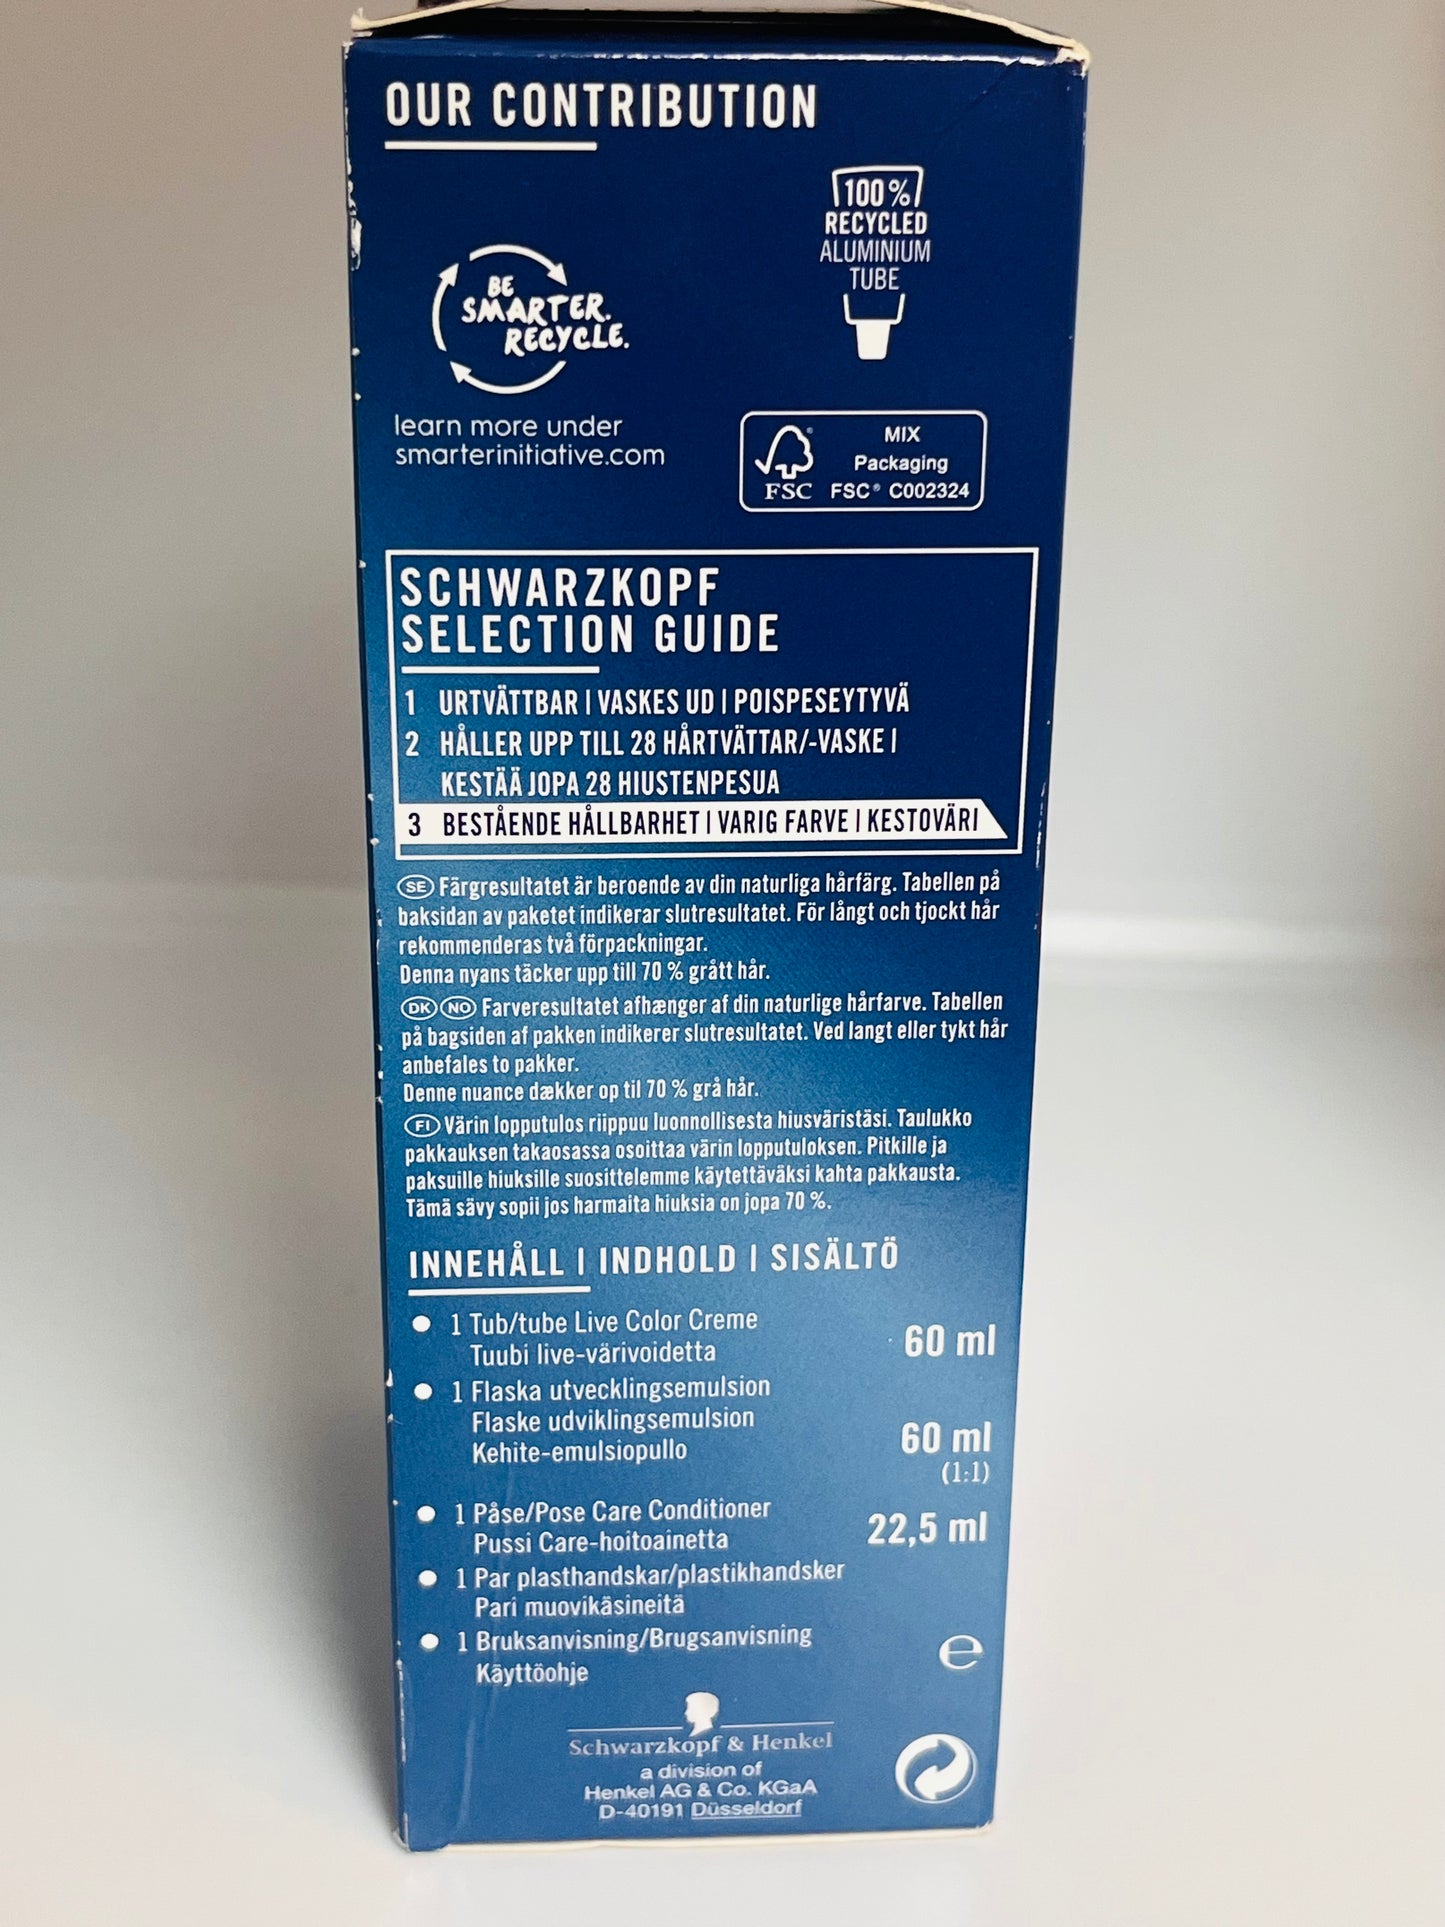 OUR CONTRIBUTION
100%
RECYCLED
ALUMINIUM
TUBE
BE
SMARTER.
RECYCLE.
learn more under
smarterinitiative.com
FSC®
MIX
Packaging
FSC® C002324
SCHWARZKOPF
SELECTION GUIDE
1 URTVÄTTBAR | VASKES UD | POISPESEYTYVÄ
2 HÅLLER UPP TILL 28 HÅRTVÄTTAR/-VASKE |
KESTÄÄ JOPA 28 HIUSTENPESUA
3 BESTÅENDE HÅLLBARHET | VARIG FARVE | KESTOVÄRI
SE Färgresultatet är beroende av din naturliga hårfärg. Tabellen på
baksidan av paketet indikerar slutresultatet. För långt och tjockt hår
rekommenderas två förpackningar.
Denna nyans täcker upp till 70 % grått hår.
DK NO Farveresultatet afhænger af din naturlige hårfarve. Tabellen
på bagsiden af pakken indikerer slutresultatet. Ved langt eller tykt hår
anbefales to pakker.
Denne nuance dækker op til 70 % grå hår.
FI Värin lopputulos riippuu luonnollisesta hiusväristäsi. Taulukko
pakkauksen takaosassa osoittaa värin lopputuloksen. Pitkille ja
paksuille hiuksille suosittelemme käytettäväksi kahta pakkausta.
Tämä sävy sopii jos harmaita hiuksia on jopa 70 %.
INNEHÅLL | INDHOLD | SISÄLTÖ
1 Tub/tube Live Color Creme
Tuubi live-värivoidetta
60 ml
1 Flaska utvecklingsemulsion
Flaske udviklingsemulsion
Kehite-emulsiopullo
60 ml
(1:1)
1 Påse/Pose Care Conditioner
Pussi Care-hoitoainetta
22,5 ml
1 Par plasthandskar/plastikhandsker
Pari muovikäsineitä
1 Bruksanvisning/Brugsanvisning
Käyttöohje
℮
Schwarzkopf & Henkel
a division of
Henkel AG & Co. KGaA
D-40191 Düsseldorf